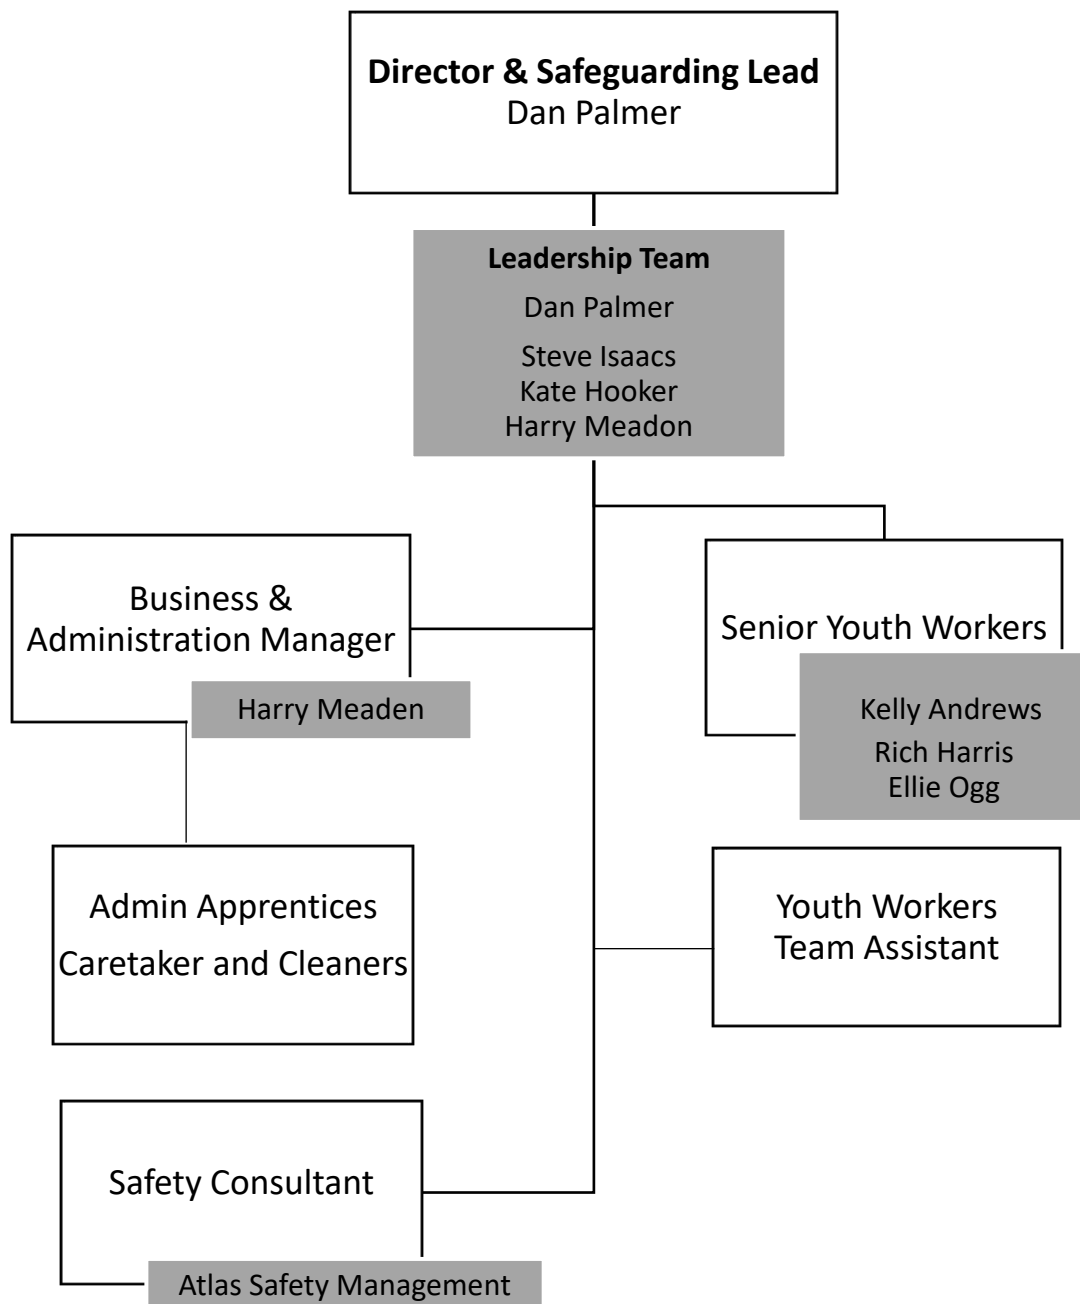 Director & Safeguarding Lead
Dan Palmer
Leadership Team
Dan Palmer
Steve Isaacs
Kate Hooker
Harry Meadon
Business &
Administration Manager
Harry Meaden
Senior Youth Workers
Kelly Andrews
Rich Harris
Ellie Ogg
Admin Apprentices
Caretaker and Cleaners
Youth Workers
Team Assistant
Safety Consultant
Atlas Safety Management